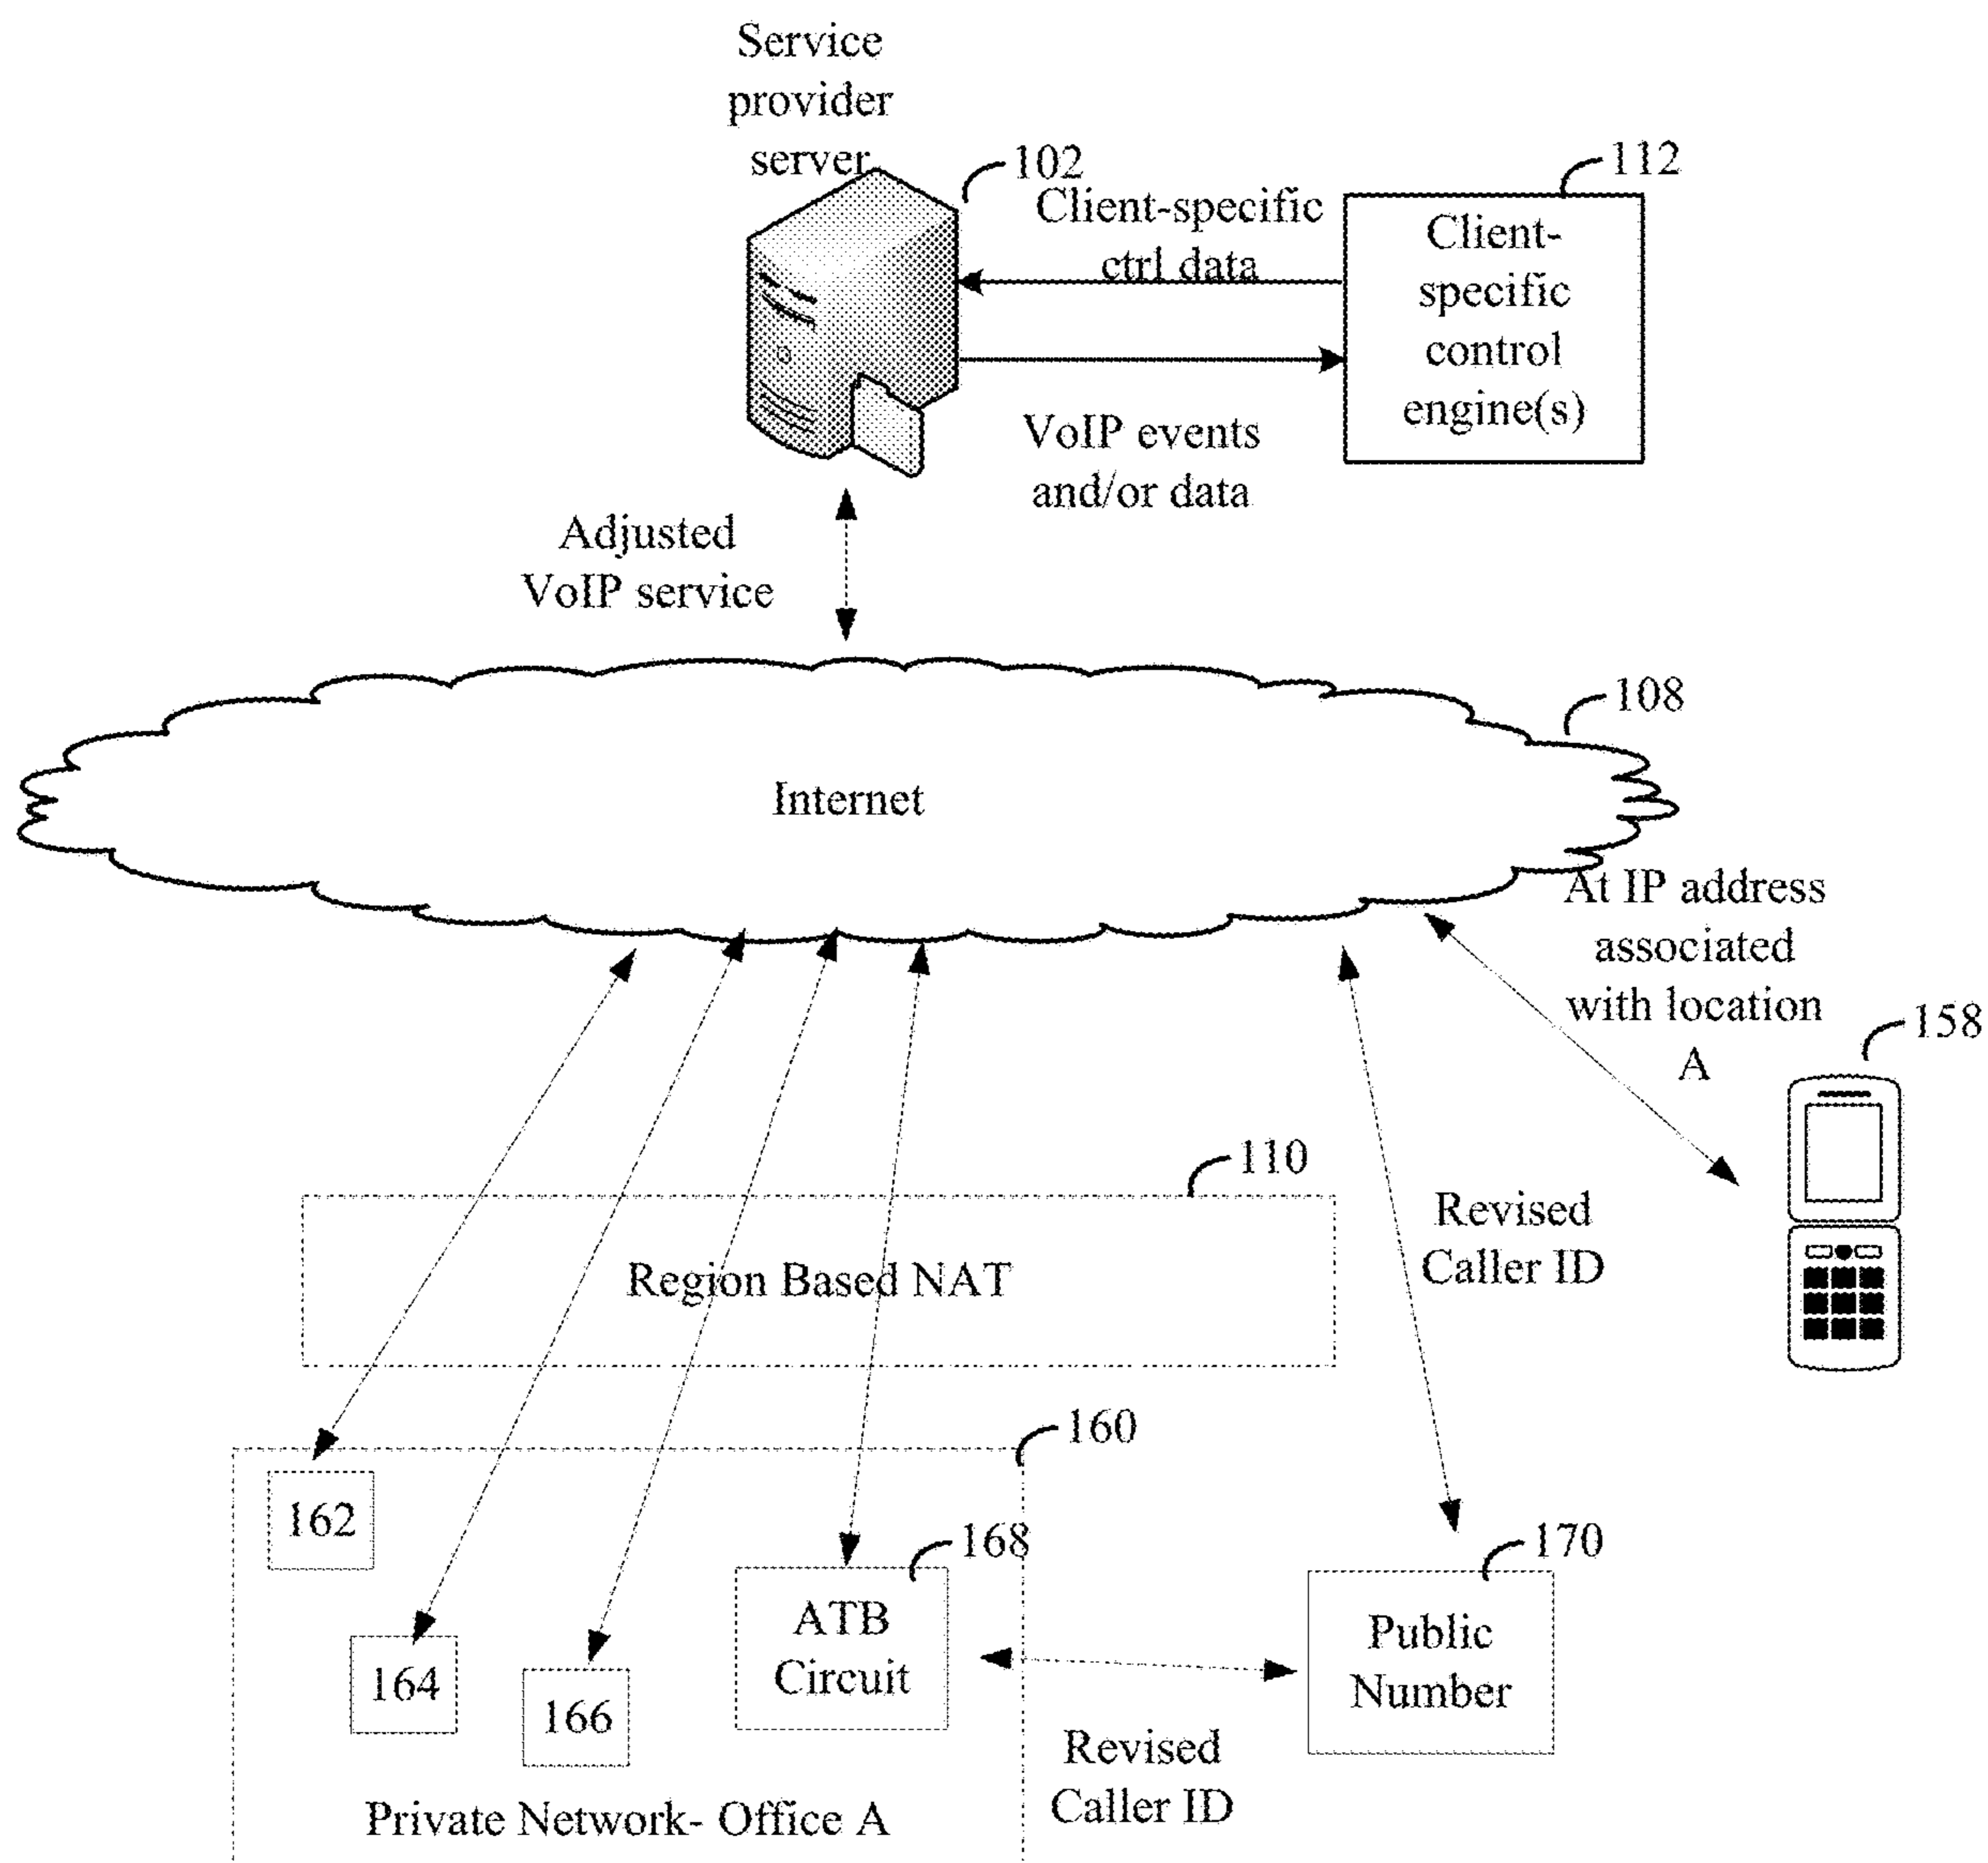 Service
provider
server
102
112
Client-specific
ctrl data
Client-
specific
control
engine(s)
VoIP events
and/or data
Adjusted
VoIP service
108
Internet
At IP address
associated
with location
A
158
110
Region Based NAT
Revised
Caller ID
160
162
164
166
168
ATB
Circuit
170
Public
Number
Revised
Caller ID
Private Network- Office A